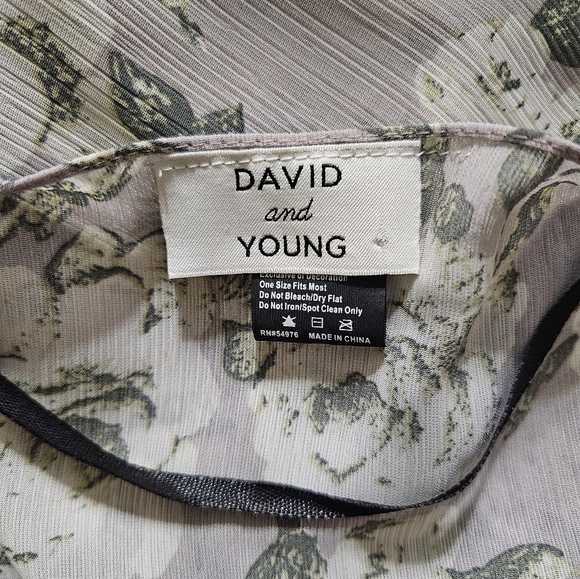 DAVID
and
YOUNG
Exclusive of Decoration
One Size Fits Most
Do Not Bleach/Dry Flat
Do Not Iron/Spot Clean Only
RN#54976 MADE IN CHINA